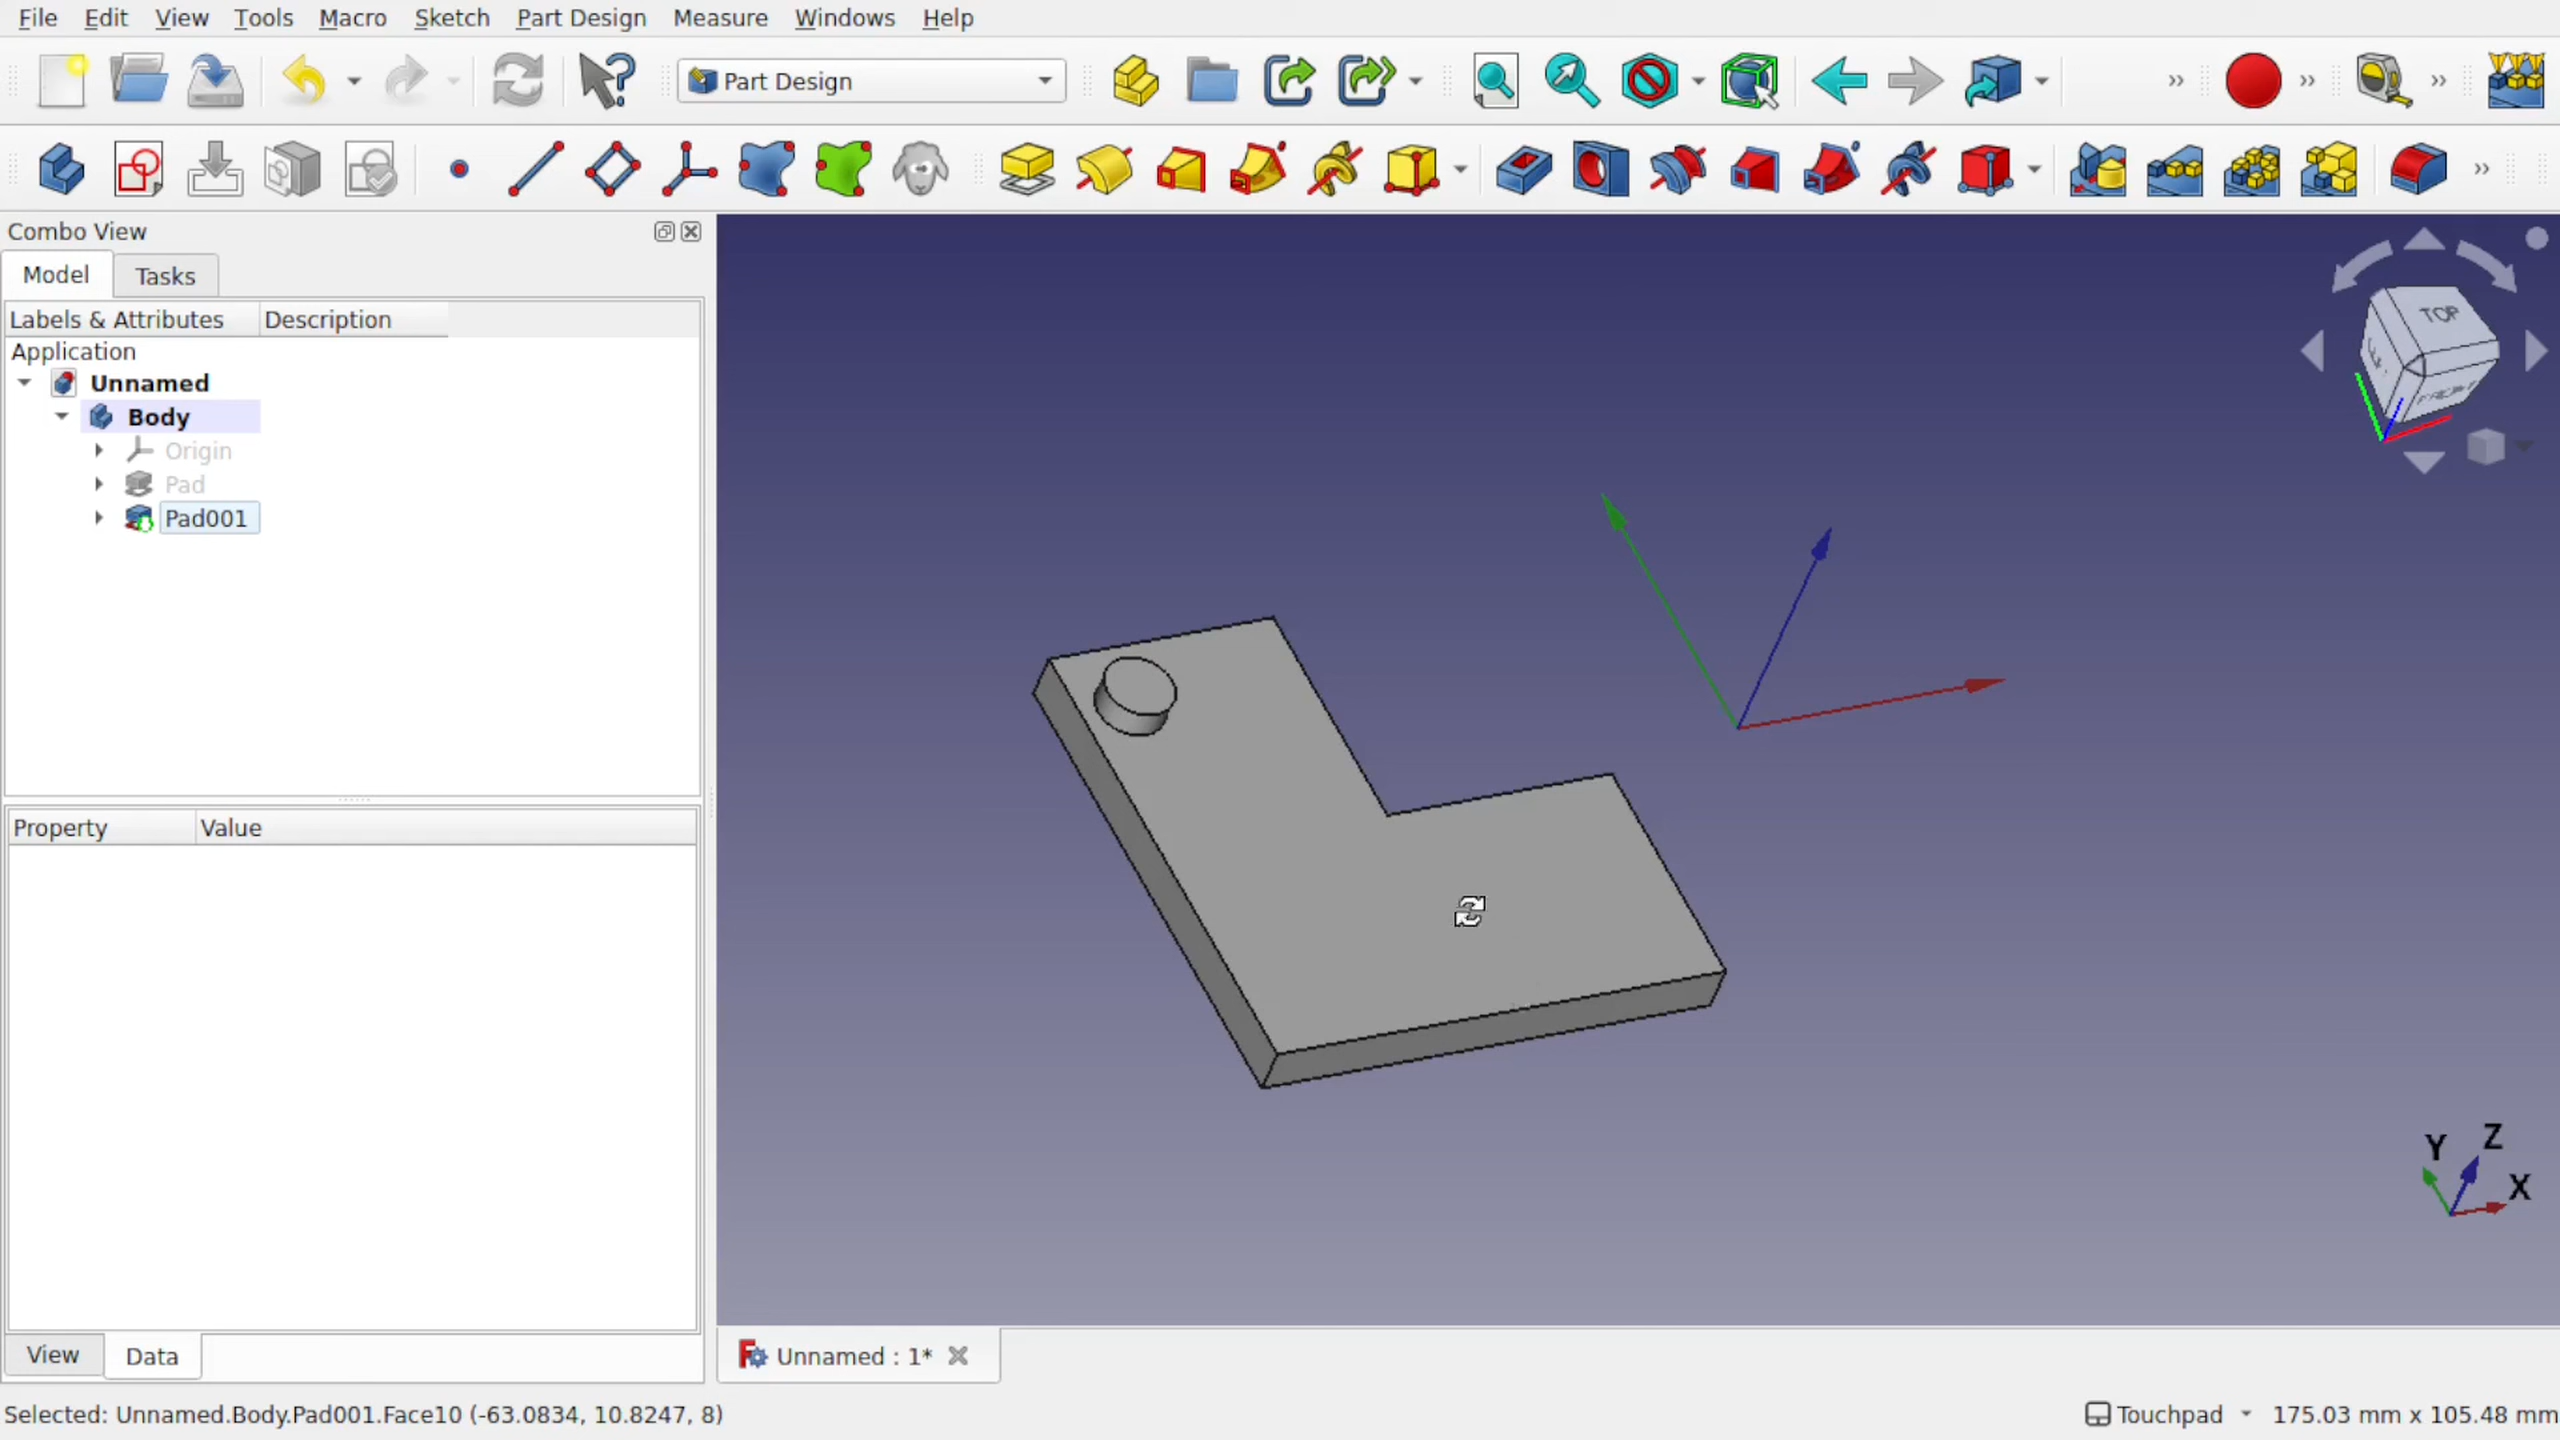 File Edit View Tools Macro Sketch Part Design Measure Windows Help
Part Design
Combo View
Model Tasks
Labels & Attributes Description
Application
Unnamed
Body
Origin
Pad
Pad001
Property Value
View Data
TOP
FRONT
Y Z X
Unnamed : 1*
Selected: Unnamed.Body.Pad001.Face10 (-63.0834, 10.8247, 8)
Touchpad 175.03 mm x 105.48 mm